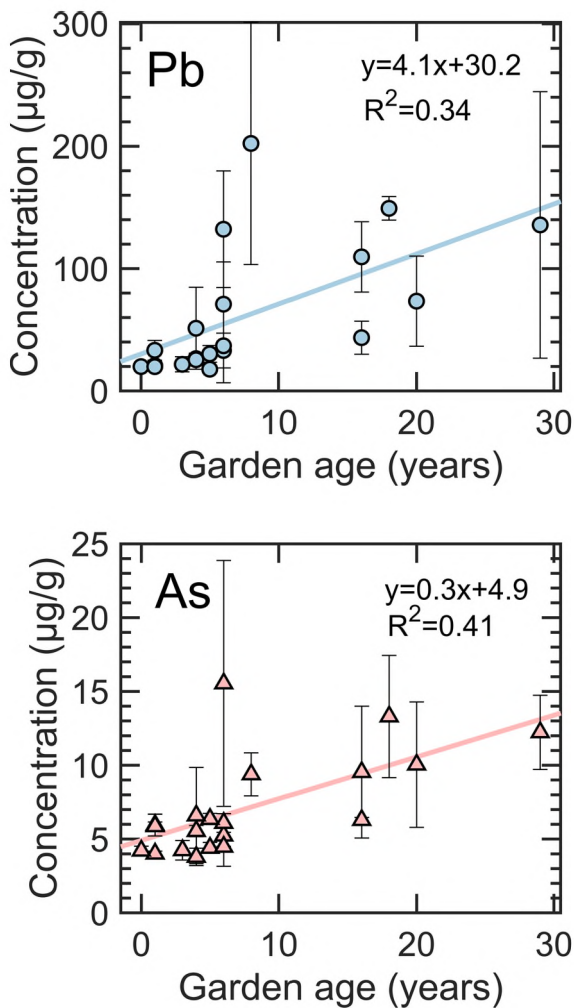 Pb
y=4.1x+30.2
R²=0.34
300
200
100
0
Concentration (µg/g)
0 10 20 30
Garden age (years)
As
y=0.3x+4.9
R²=0.41
25
20
15
10
5
0
Concentration (µg/g)
0 10 20 30
Garden age (years)